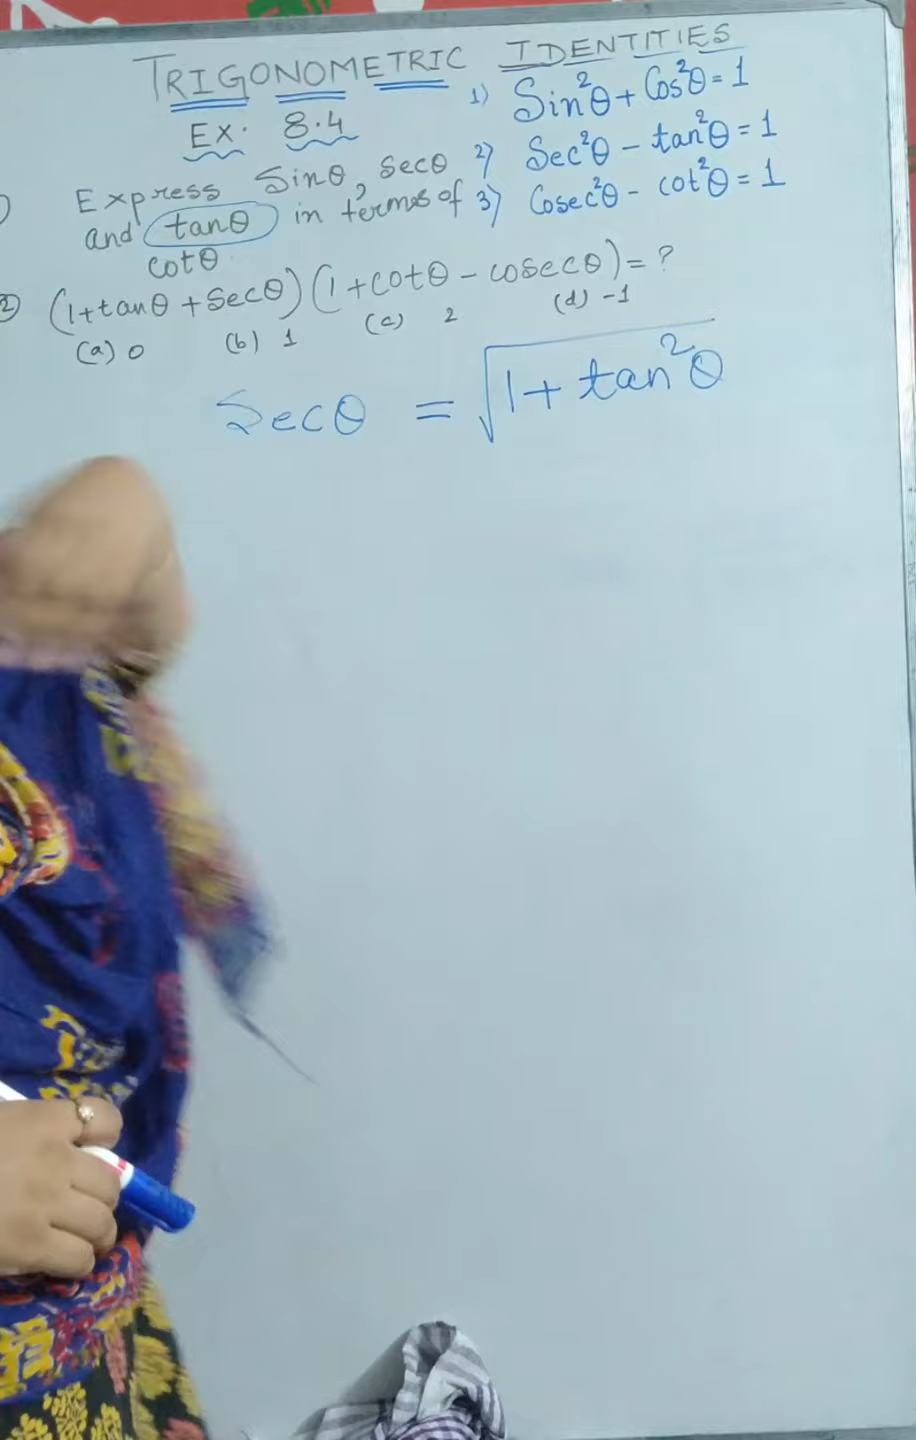 TRIGONOMETRIC IDENTITIES
Ex. 8.4
1) Sin²θ + Cos²θ = 1
2) Sec²θ - tan²θ = 1
3) Cosec²θ - cot²θ = 1
Express Sinθ, Secθ
and tanθ in terms of
cotθ
2) (1+tanθ + Secθ) (1+cotθ - cosecθ) = ?
(a) 0 (b) 1 (c) 2 (d) -1
Secθ = √1 + tan²θ